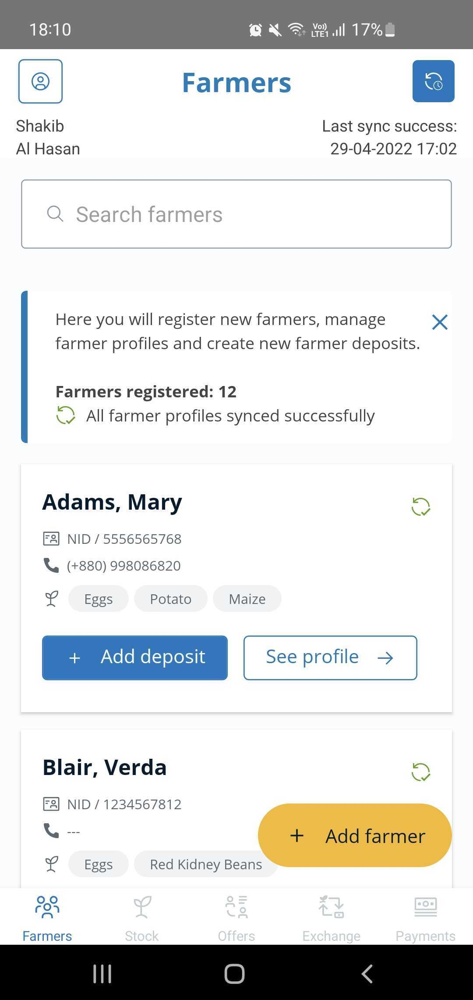 18:10
Vo)) LTE1 17%
Farmers
Shakib
Al Hasan
Last sync success:
29-04-2022 17:02
Search farmers
Here you will register new farmers, manage
farmer profiles and create new farmer deposits.
Farmers registered: 12
All farmer profiles synced successfully
Adams, Mary
NID / 5556565768
(+880) 998086820
Eggs Potato Maize
+ Add deposit See profile →
Blair, Verda
NID / 1234567812
---
+ Add farmer
Eggs Red Kidney Beans
Farmers Stock Offers Exchange Payments